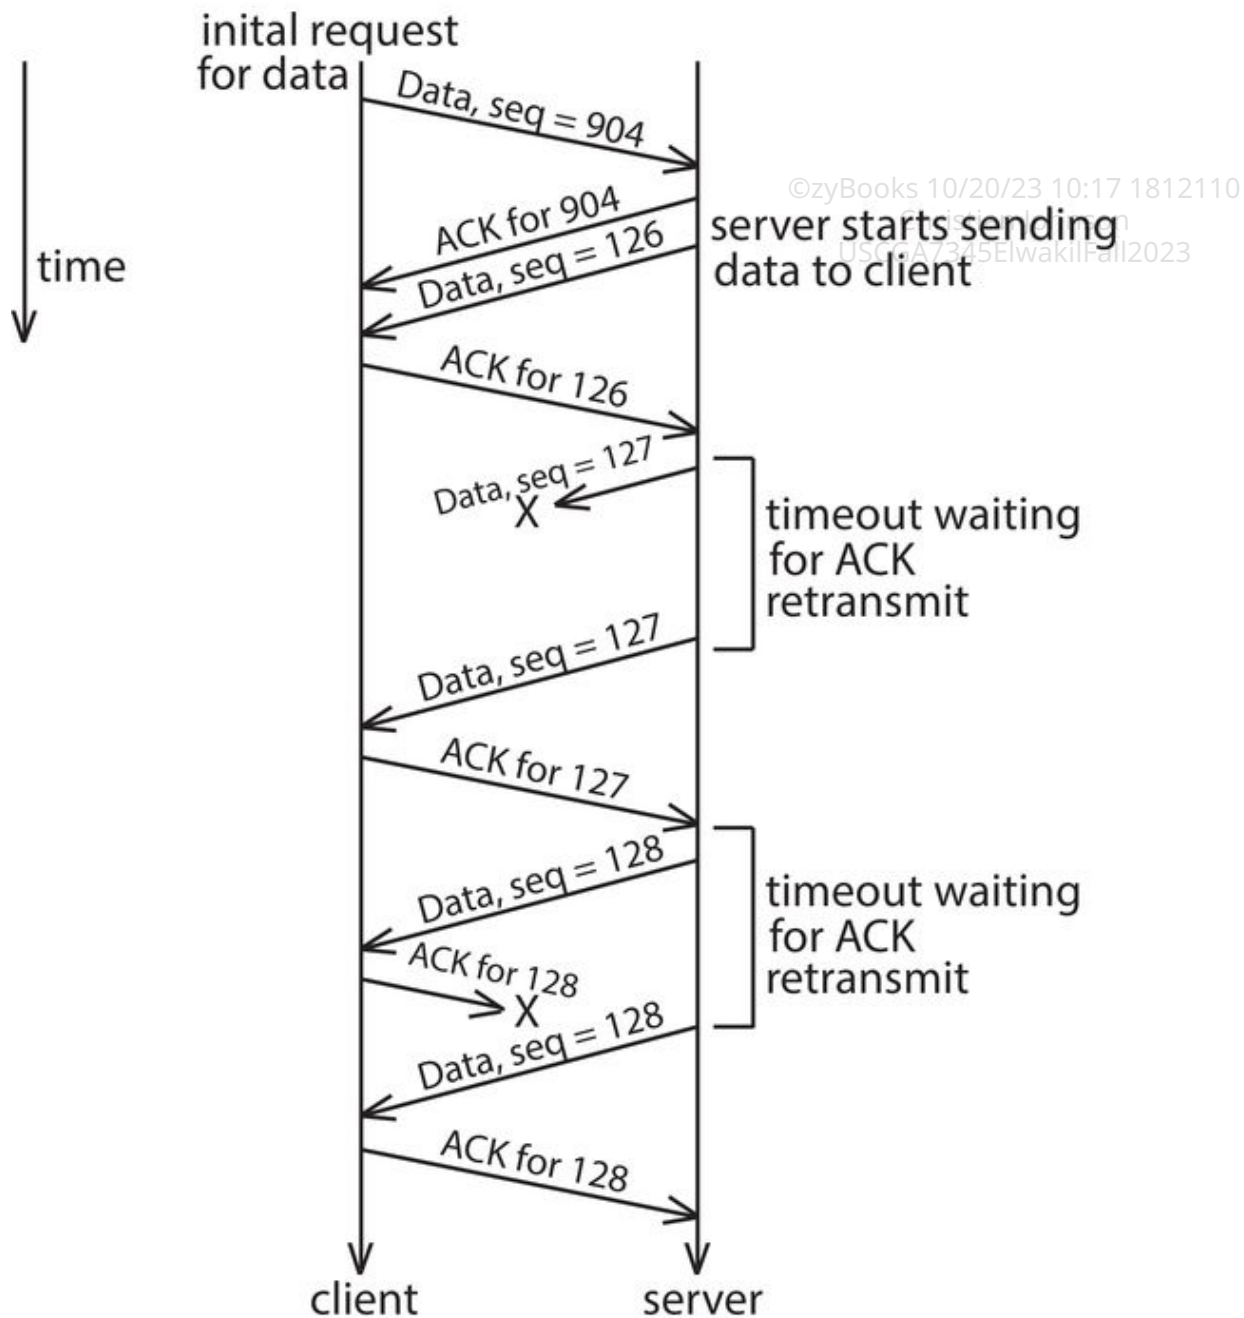 inital request
for data
Data, seq = 904
©zyBooks 10/20/23 10:17 1812110
ACK for 904
server starts sending
USCGA7345ElwakilFall2023
time
Data, seq = 126
data to client
ACK for 126
Data, seq = 127
X
timeout waiting
for ACK
retransmit
Data, seq = 127
ACK for 127
Data, seq = 128
timeout waiting
for ACK
retransmit
ACK for 128
X
Data, seq = 128
ACK for 128
client
server